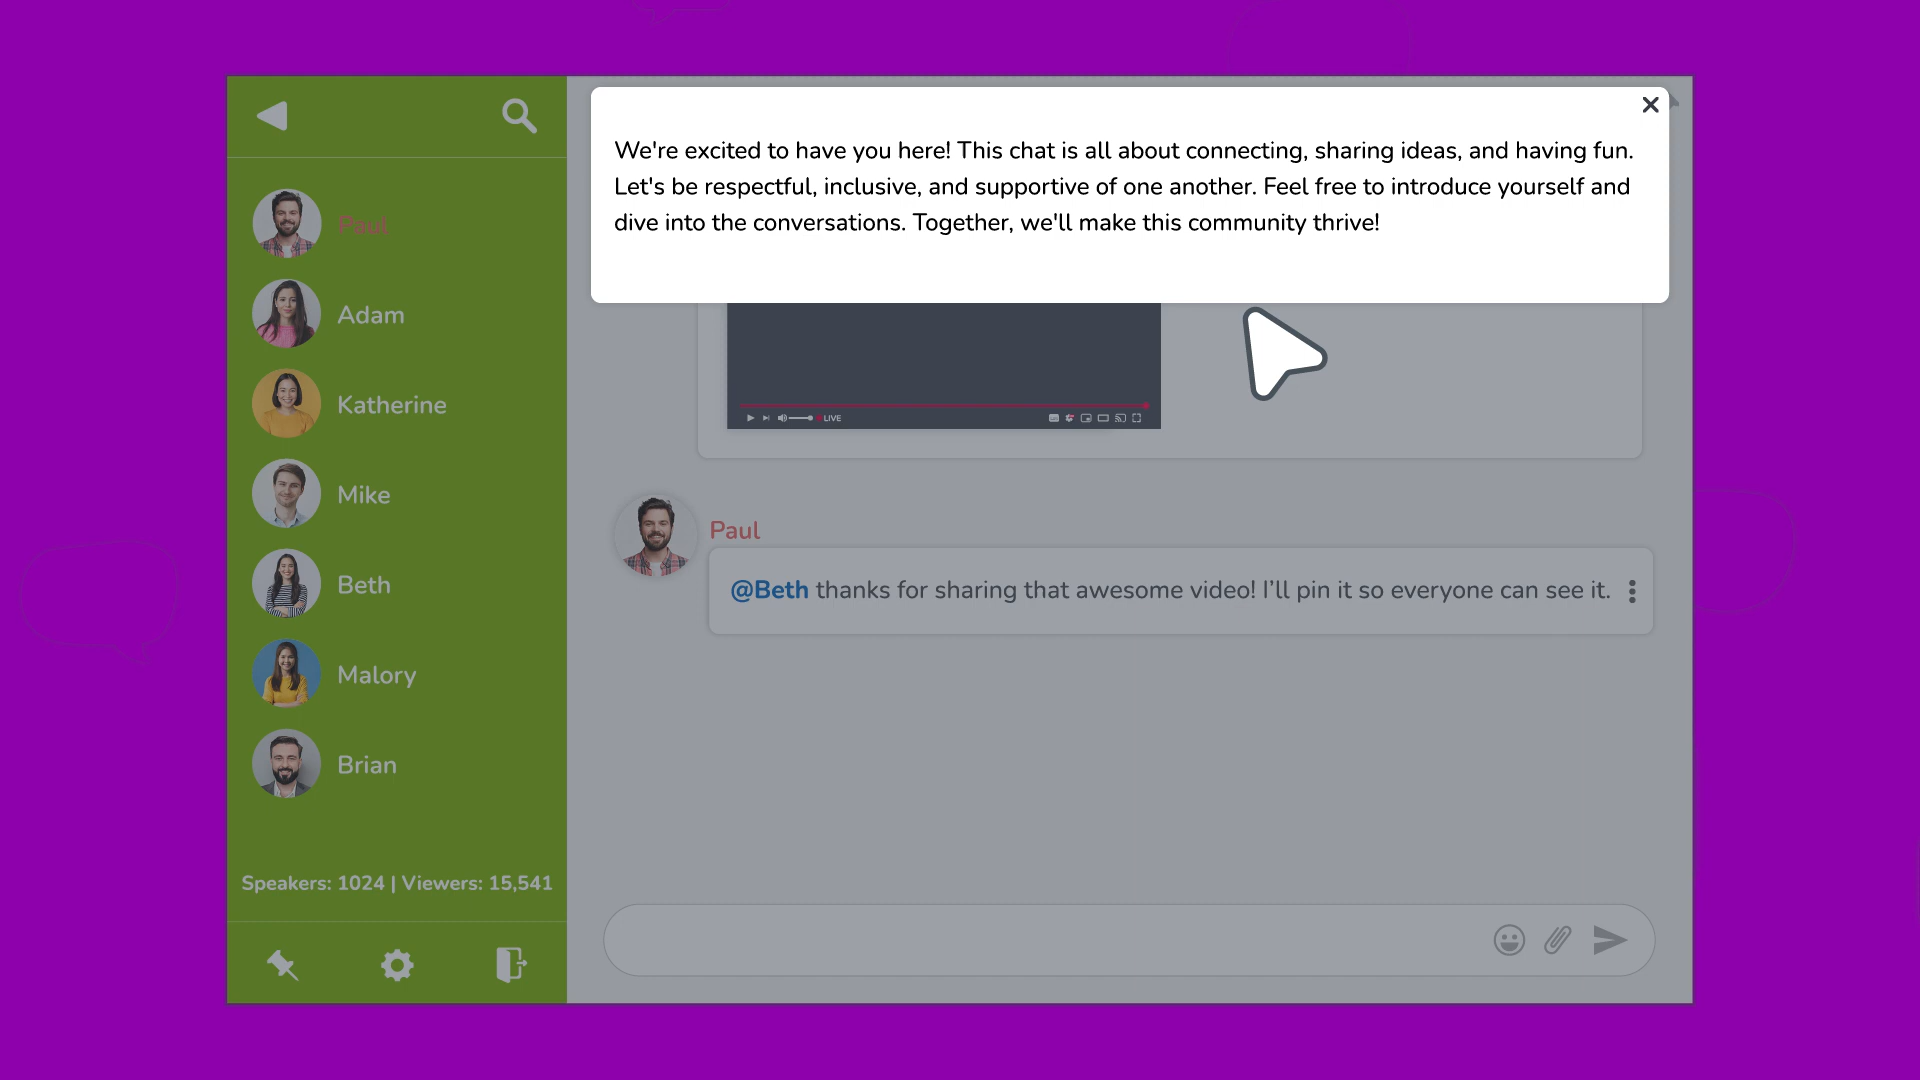 We're excited to have you here! This chat is all about connecting, sharing ideas, and having fun.
Let's be respectful, inclusive, and supportive of one another. Feel free to introduce yourself and
dive into the conversations. Together, we'll make this community thrive!
Paul
Adam
Katherine
Mike
Beth
Malory
Brian
Speakers: 1024 | Viewers: 15,541
LIVE
Paul
@Beth thanks for sharing that awesome video! I’ll pin it so everyone can see it.